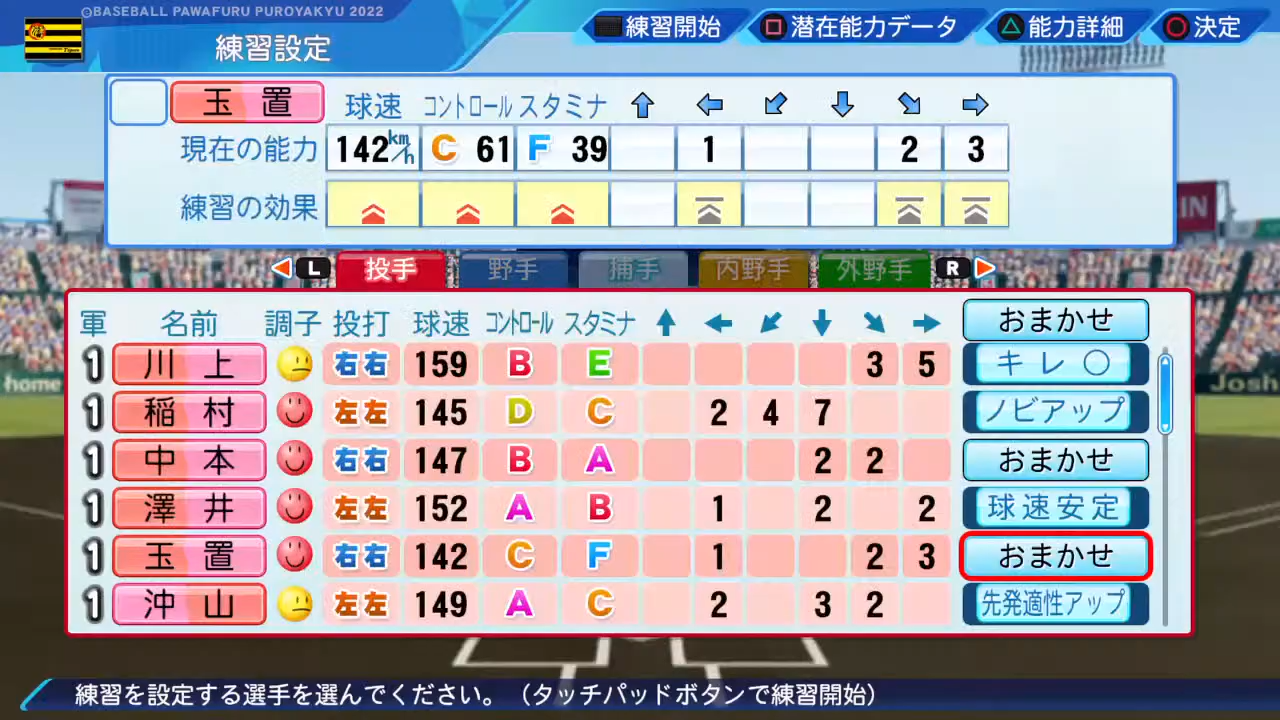 ©BASEBALL PAWAFURU PUROYAKYU 2022
練習設定
練習開始 潜在能力データ 能力詳細 決定
玉置 球速 コントロール スタミナ ↑ ← ↙ ↓ ↘ →
現在の能力 142km/h C 61 F 39 1 2 3
練習の効果
L 投手 野手 捕手 内野手 外野手 R
軍 名前 調子 投打 球速 コントロール スタミナ ↑ ← ↙ ↓ ↘ → おまかせ
1 川上 右右 159 B E 3 5 キレ○
1 稲村 左左 145 D C 2 4 7 ノビアップ
1 中本 右右 147 B A 2 2 おまかせ
1 澤井 左左 152 A B 1 2 2 球速安定
1 玉置 右右 142 C F 1 2 3 おまかせ
1 沖山 左左 149 A C 2 3 2 先発適性アップ
home
Josh
練習を設定する選手を選んでください。（タッチパッドボタンで練習開始）